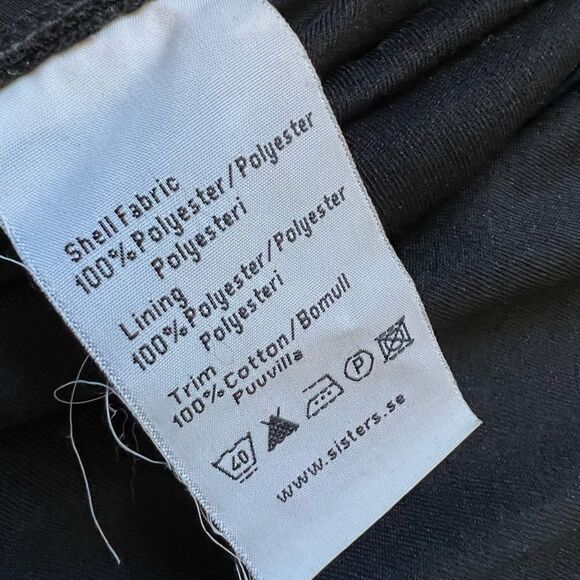 Shell Fabric
100% Polyester/Polyester
Polyesteri
Lining
100% Polyester/Polyester
Polyesteri
Trim
100% Cotton/Bomull
Puuvilla
40 P
www.sisters.se